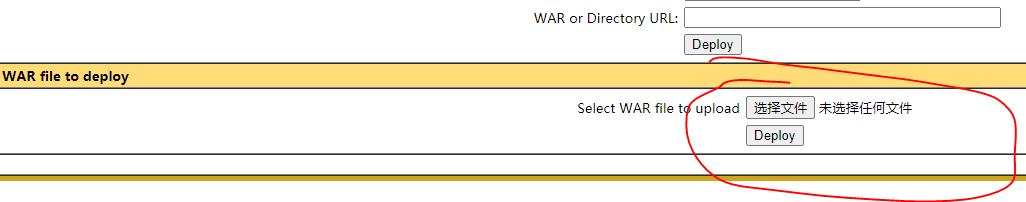 WAR or Directory URL:
Deploy
WAR file to deploy
Select WAR file to upload 选择文件 未选择任何文件
Deploy